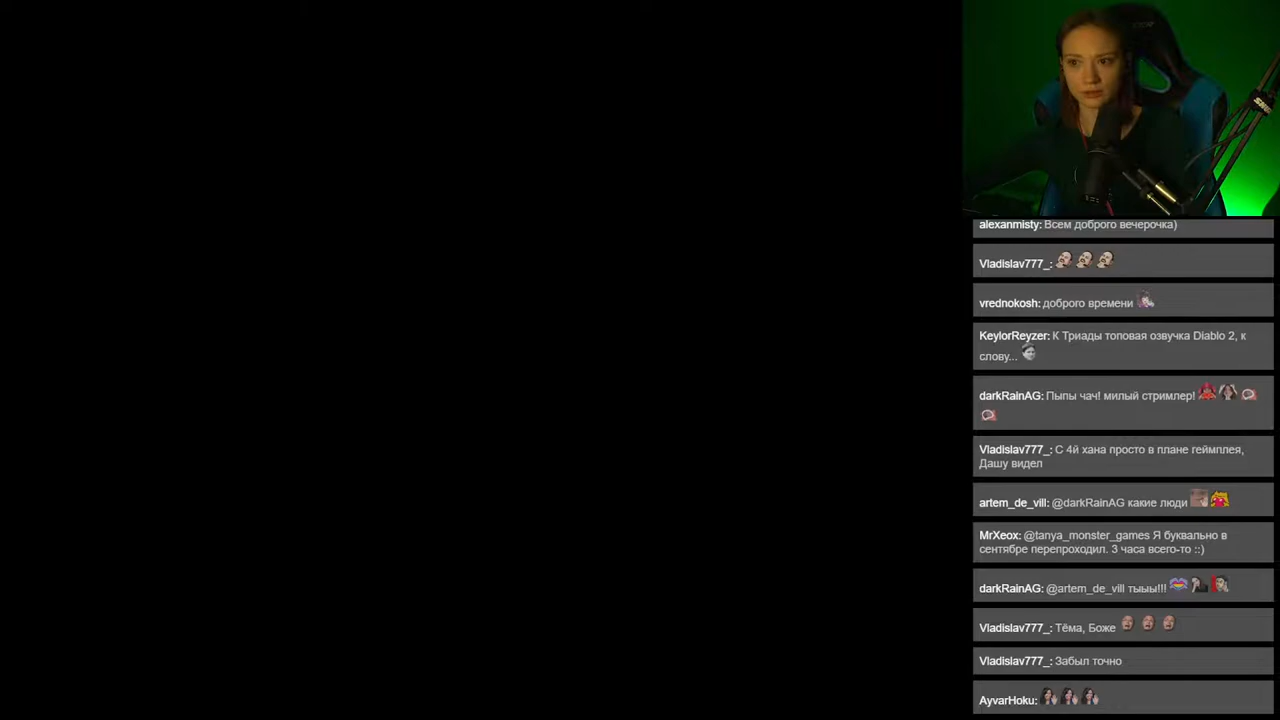 alexanmisty: Всем доброго вечерочка)
Vladislav777_:
vrednokosh: доброго времени
KeylorReyzer: К Триады топовая озвучка Diablo 2, к
слову...
darkRainAG: Пыпы чач! милый стримлер!
Vladislav777_: С 4й хана просто в плане геймплея,
Дашу видел
artem_de_vill: @darkRainAG какие люди
MrXeox: @tanya_monster_games Я буквально в
сентябре перепроходил. 3 часа всего-то ::)
darkRainAG: @artem_de_vill тыыы!!!
Vladislav777_: Тёма, Боже
Vladislav777_: Забыл точно
AyvarHoku: